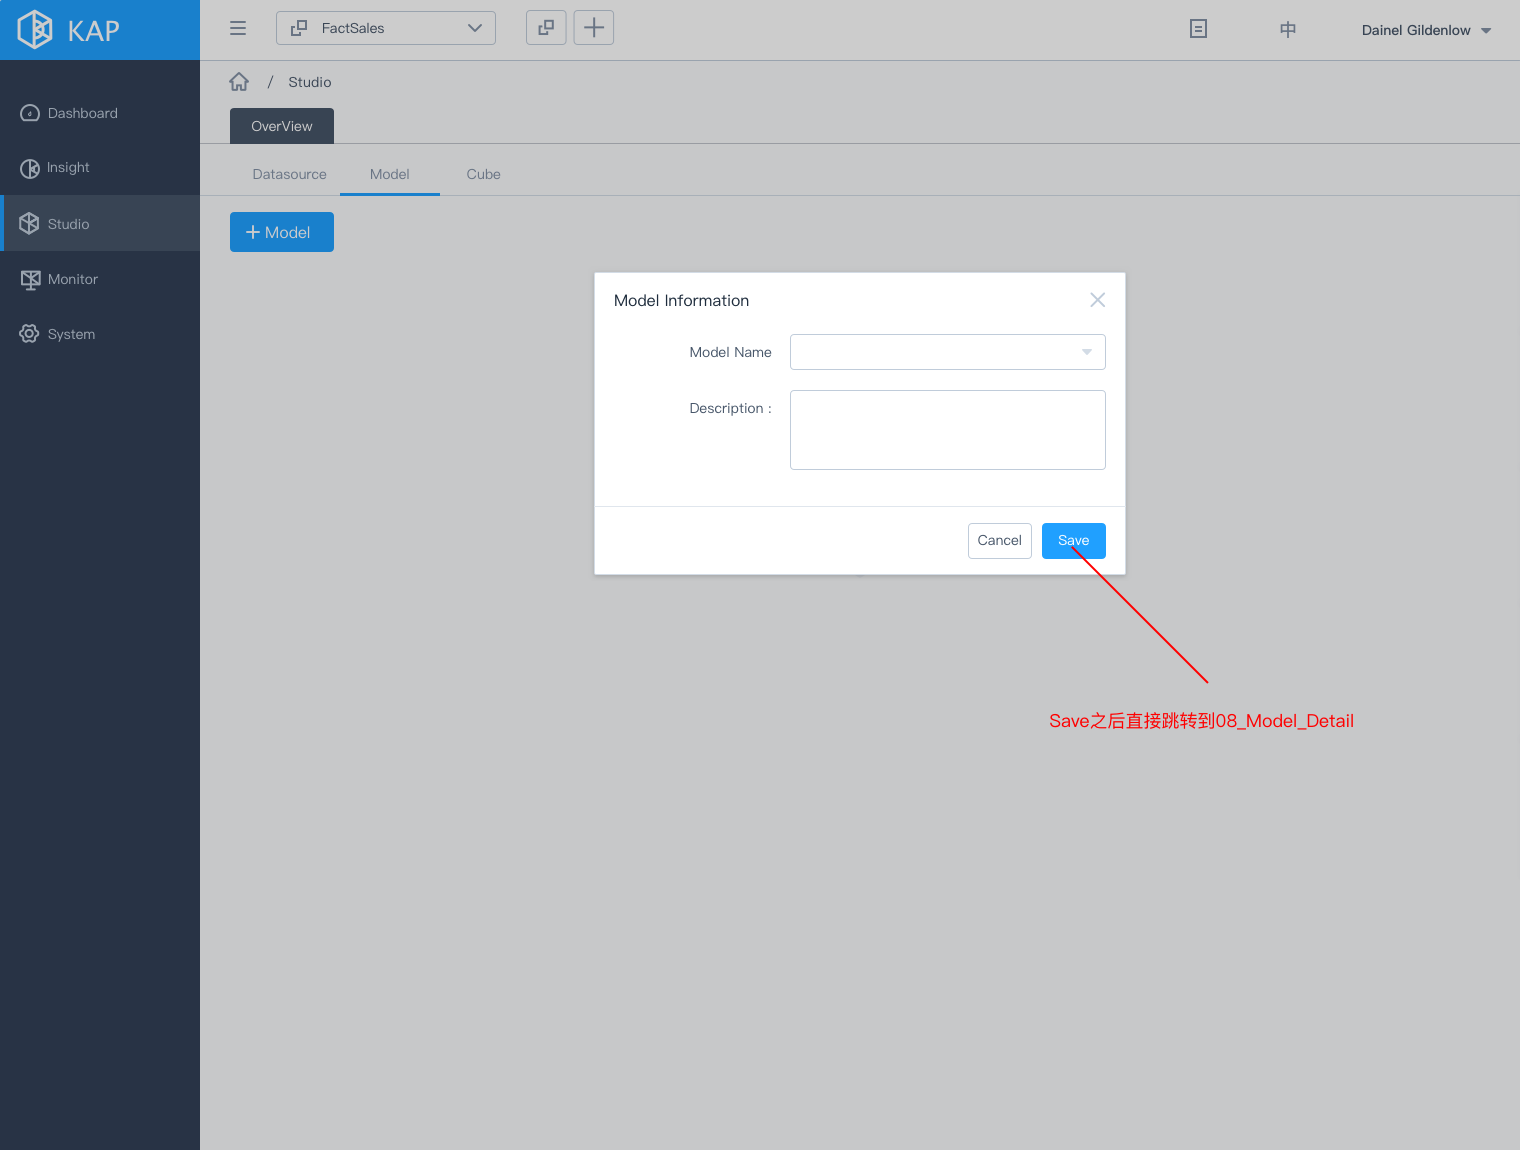 KAP
FactSales
中
Dainel Gildenlow
/ Studio
Dashboard
OverView
Insight
Datasource
Model
Cube
Studio
+ Model
Monitor
Model Information
System
Model Name
Description :
Cancel
Save
Save之后直接跳转到08_Model_Detail